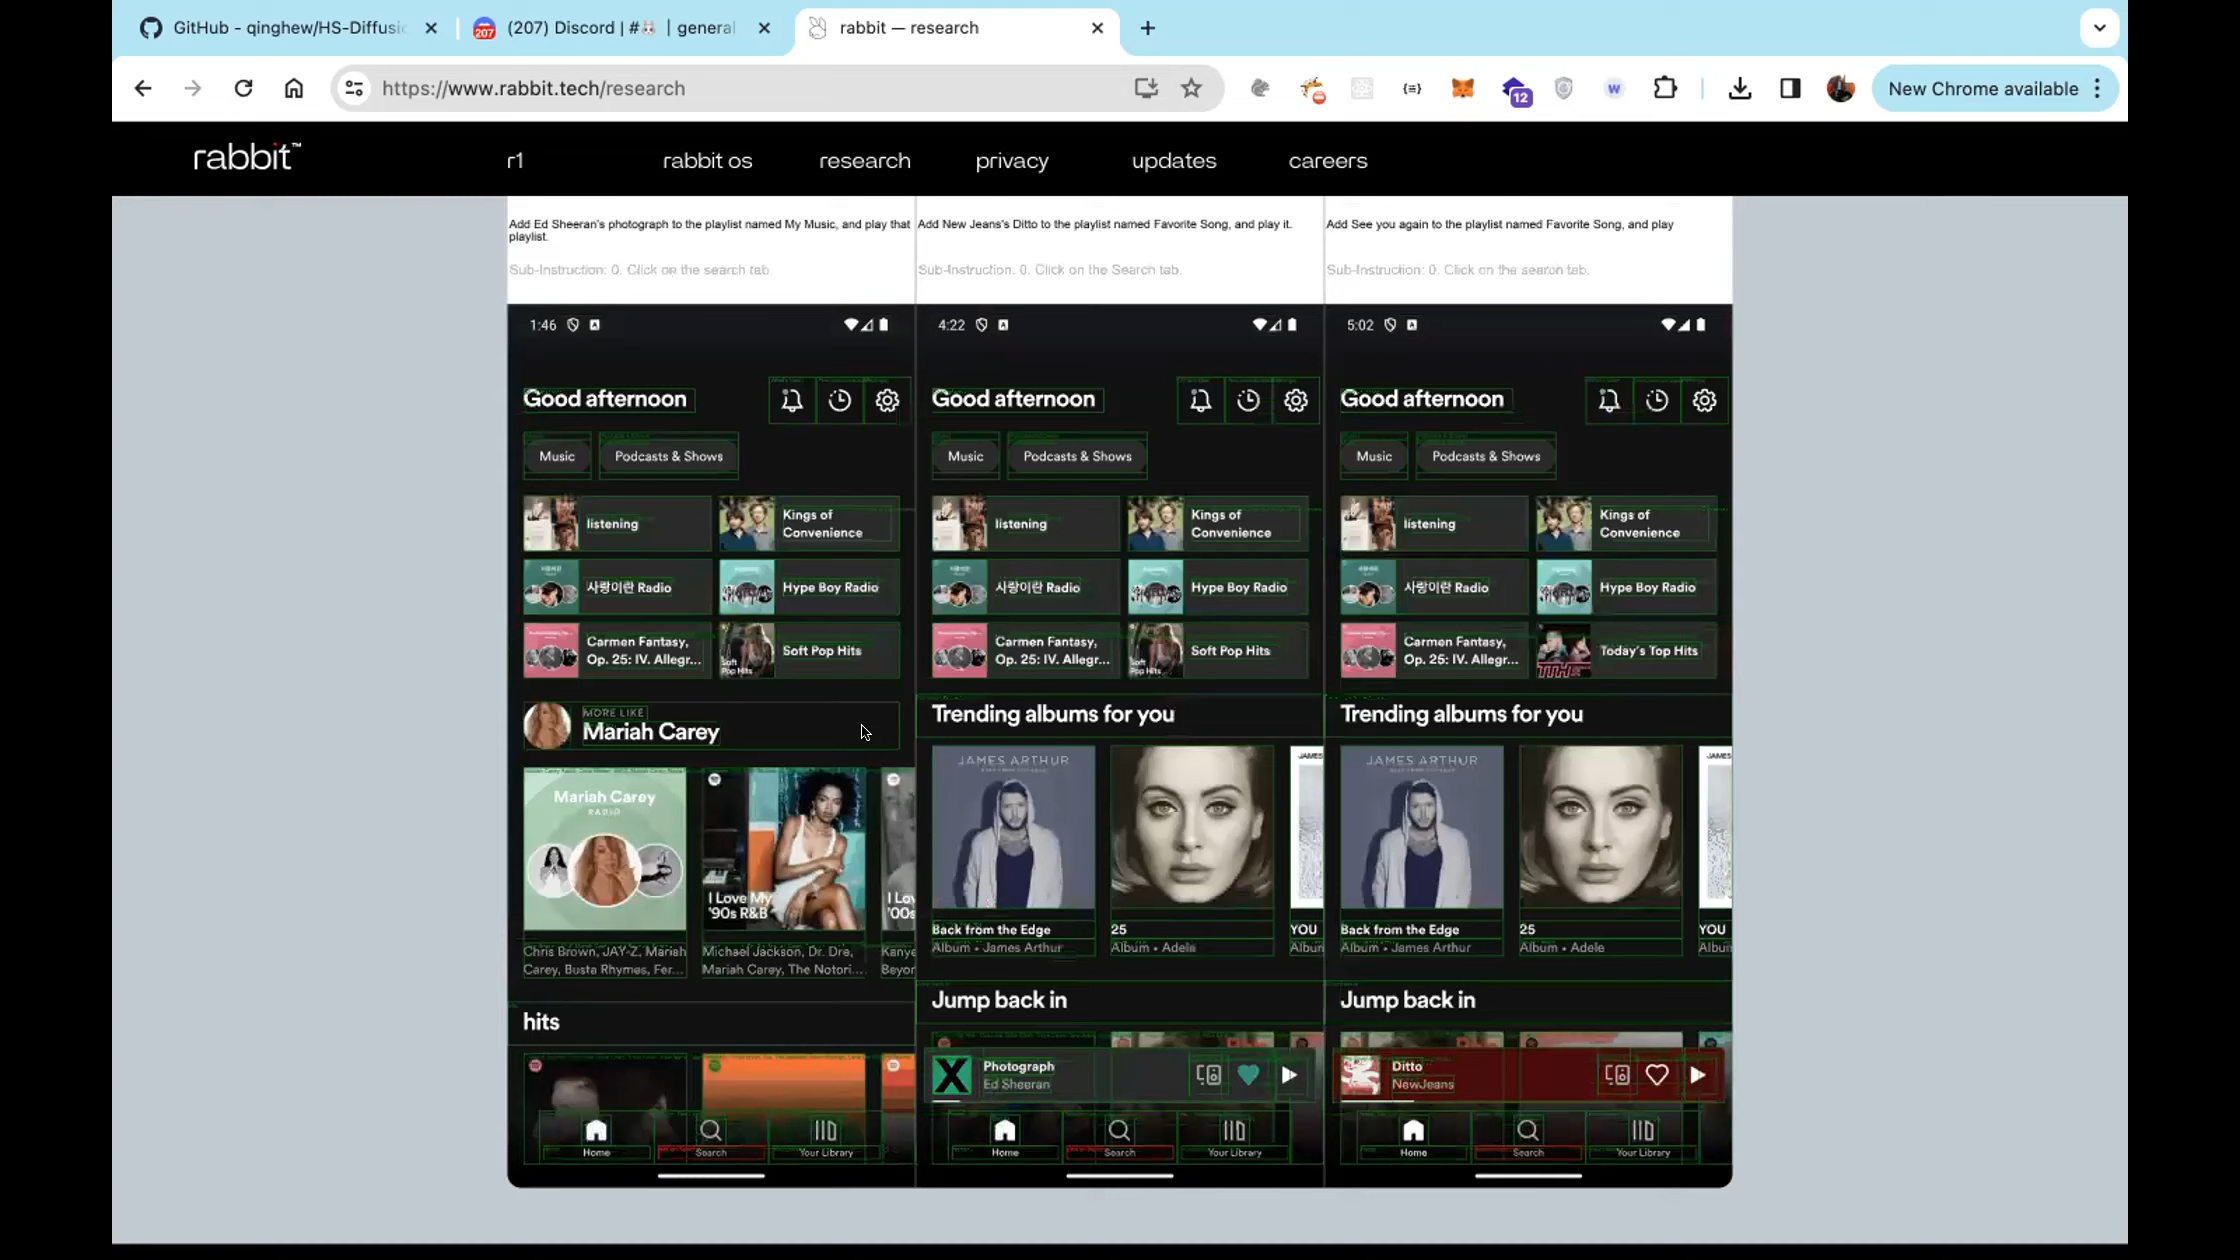 GitHub - qinghew/HS-Diffusi
(207) Discord | #🐰 | general
rabbit — research
https://www.rabbit.tech/research
12
New Chrome available
rabbit™
r1
rabbit os
research
privacy
updates
careers
Add Ed Sheeran's photograph to the playlist named My Music, and play that
playlist.
Sub-Instruction: 0. Click on the search tab.
1:46
Good afternoon
Music
Podcasts & Shows
listening
Kings of
Convenience
사랑이란 Radio
Hype Boy Radio
Carmen Fantasy,
Op. 25: IV. Allegr...
Soft Pop Hits
MORE LIKE
Mariah Carey
Mariah Carey
RADIO
I Love My
'90s R&B
I Lov
'00s
Chris Brown, JAY-Z, Mariah
Carey, Busta Rhymes, Fer...
Michael Jackson, Dr. Dre,
Mariah Carey, The Notori...
Kanye
Beyon
hits
Home
Search
Your Library
Add New Jeans's Ditto to the playlist named Favorite Song, and play it.
Sub-Instruction: 0. Click on the Search tab.
4:22
Good afternoon
Music
Podcasts & Shows
listening
Kings of
Convenience
사랑이란 Radio
Hype Boy Radio
Carmen Fantasy,
Op. 25: IV. Allegr...
Soft Pop Hits
Trending albums for you
JAMES ARTHUR
Back from the Edge
Album • James Arthur
25
Album • Adele
JAMES
YOU
Album
Jump back in
Photograph
Ed Sheeran
Home
Search
Your Library
Add See you again to the playlist named Favorite Song, and play
Sub-Instruction: 0. Click on the search tab.
5:02
Good afternoon
Music
Podcasts & Shows
listening
Kings of
Convenience
사랑이란 Radio
Hype Boy Radio
Carmen Fantasy,
Op. 25: IV. Allegr...
Today's Top Hits
Trending albums for you
JAMES ARTHUR
Back from the Edge
Album • James Arthur
25
Album • Adele
JAMES
YOU
Album
Jump back in
Ditto
NewJeans
Home
Search
Your Library